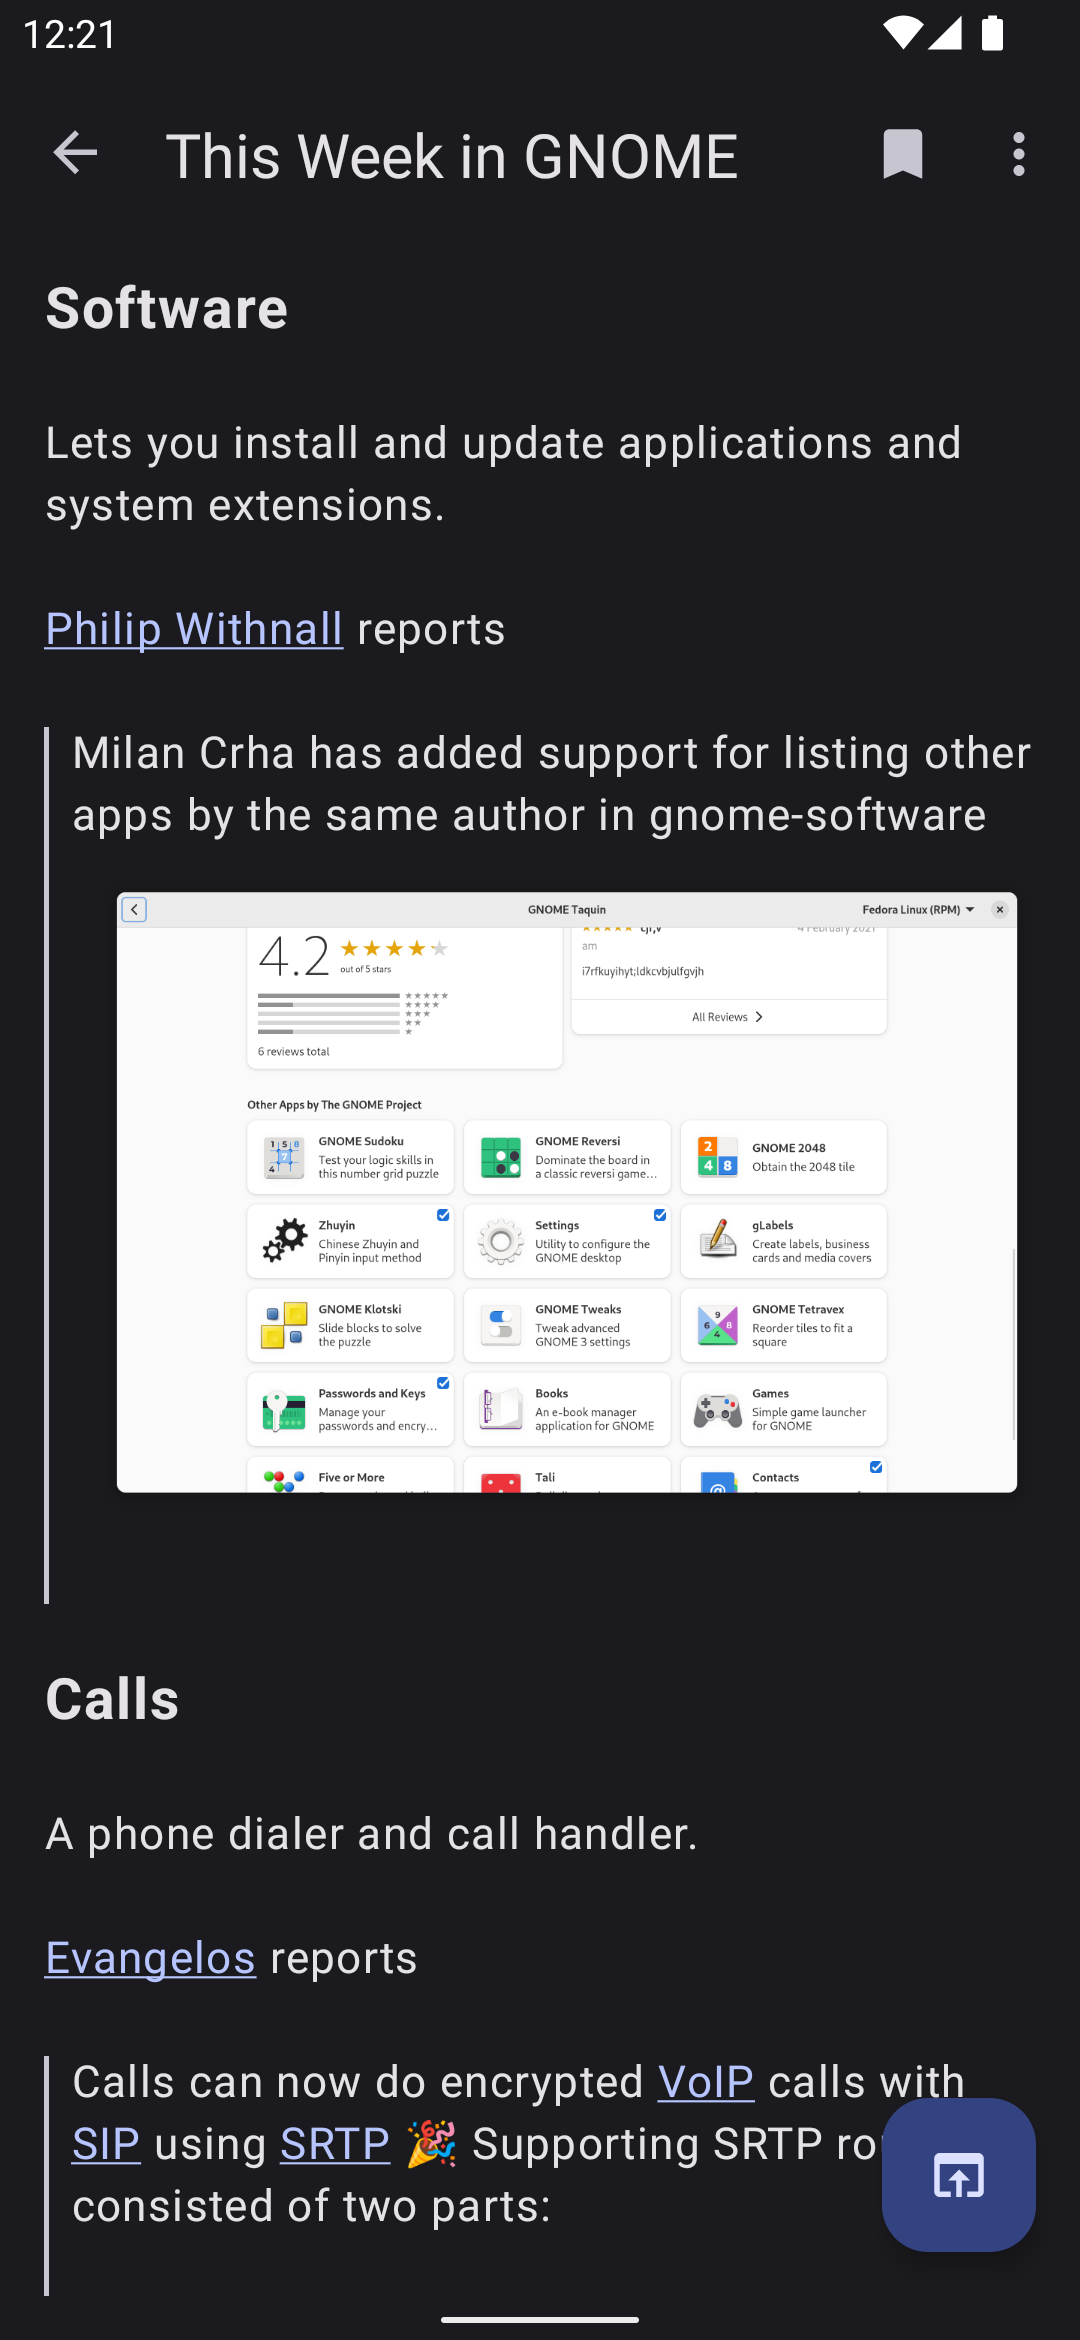 12:21
This Week in GNOME
Software
Lets you install and update applications and
system extensions.
Philip Withnall reports
Milan Crha has added support for listing other
apps by the same author in gnome-software
GNOME Taquin
Fedora Linux (RPM)
4.2
out of 5 stars
6 reviews total
4 February 2021
am
i7rfkuyihyt;ldkcvbjulfgvjh
All Reviews
Other Apps by The GNOME Project
GNOME Sudoku
Test your logic skills in
this number grid puzzle
GNOME Reversi
Dominate the board in
a classic reversi game…
GNOME 2048
Obtain the 2048 tile
Zhuyin
Chinese Zhuyin and
Pinyin input method
Settings
Utility to configure the
GNOME desktop
gLabels
Create labels, business
cards and media covers
GNOME Klotski
Slide blocks to solve
the puzzle
GNOME Tweaks
Tweak advanced
GNOME 3 settings
GNOME Tetravex
Reorder tiles to fit a
square
Passwords and Keys
Manage your
passwords and encry…
Books
An e-book manager
application for GNOME
Games
Simple game launcher
for GNOME
Five or More
Tali
Contacts
Calls
A phone dialer and call handler.
Evangelos reports
Calls can now do encrypted VoIP calls with
SIP using SRTP 🎉 Supporting SRTP
consisted of two parts: